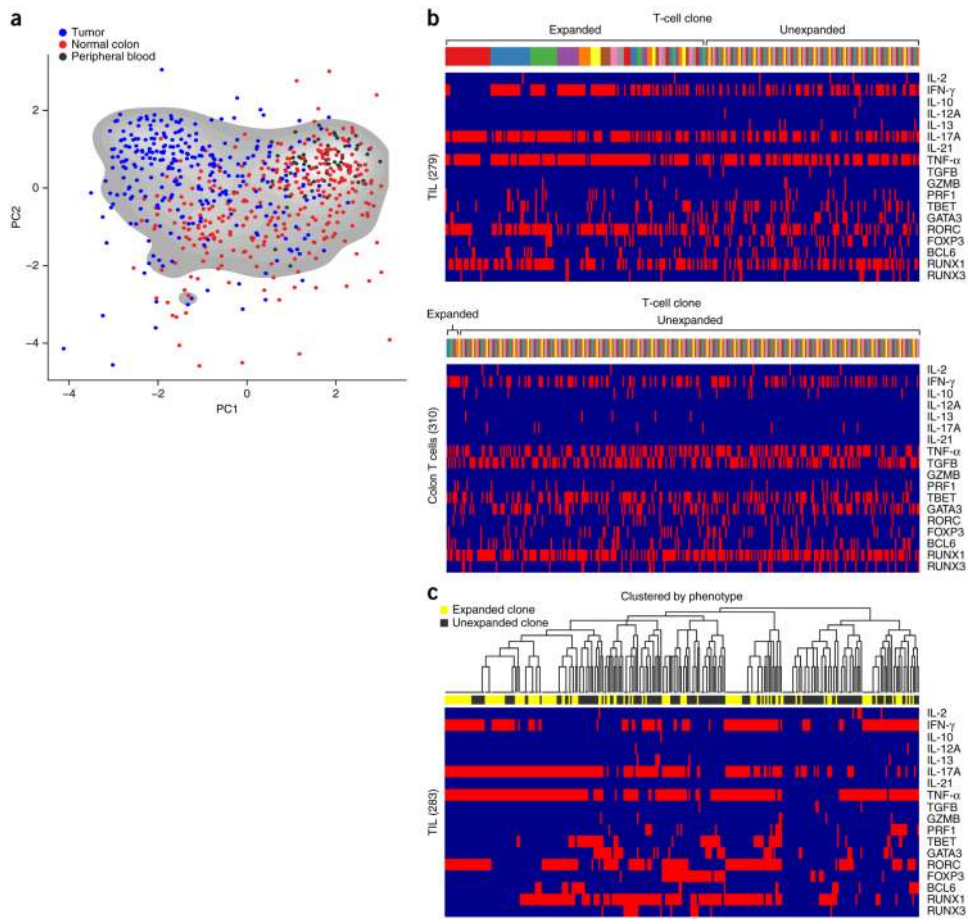 a
Tumor
Normal colon
Peripheral blood
2
0
−2
−4
PC2
−4
−2
0
2
PC1
b
T-cell clone
Expanded
Unexpanded
TIL (279)
IL-2
IFN-γ
IL-10
IL-12A
IL-13
IL-17A
IL-21
TNF-α
TGFB
GZMB
PRF1
TBET
GATA3
RORC
FOXP3
BCL6
RUNX1
RUNX3
T-cell clone
Expanded
Unexpanded
Colon T cells (310)
IL-2
IFN-γ
IL-10
IL-12A
IL-13
IL-17A
IL-21
TNF-α
TGFB
GZMB
PRF1
TBET
GATA3
RORC
FOXP3
BCL6
RUNX1
RUNX3
c
Clustered by phenotype
Expanded clone
Unexpanded clone
TIL (283)
IL-2
IFN-γ
IL-10
IL-12A
IL-13
IL-17A
IL-21
TNF-α
TGFB
GZMB
PRF1
TBET
GATA3
RORC
FOXP3
BCL6
RUNX1
RUNX3